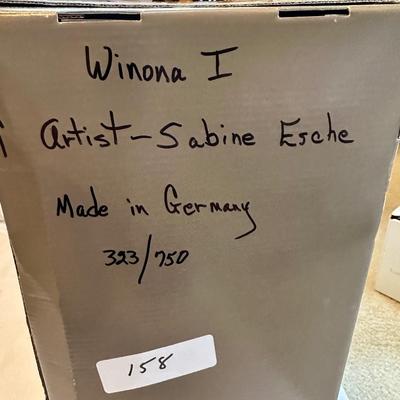 Winona I
Artist - Sabine Esche
Made in Germany
323/750
158